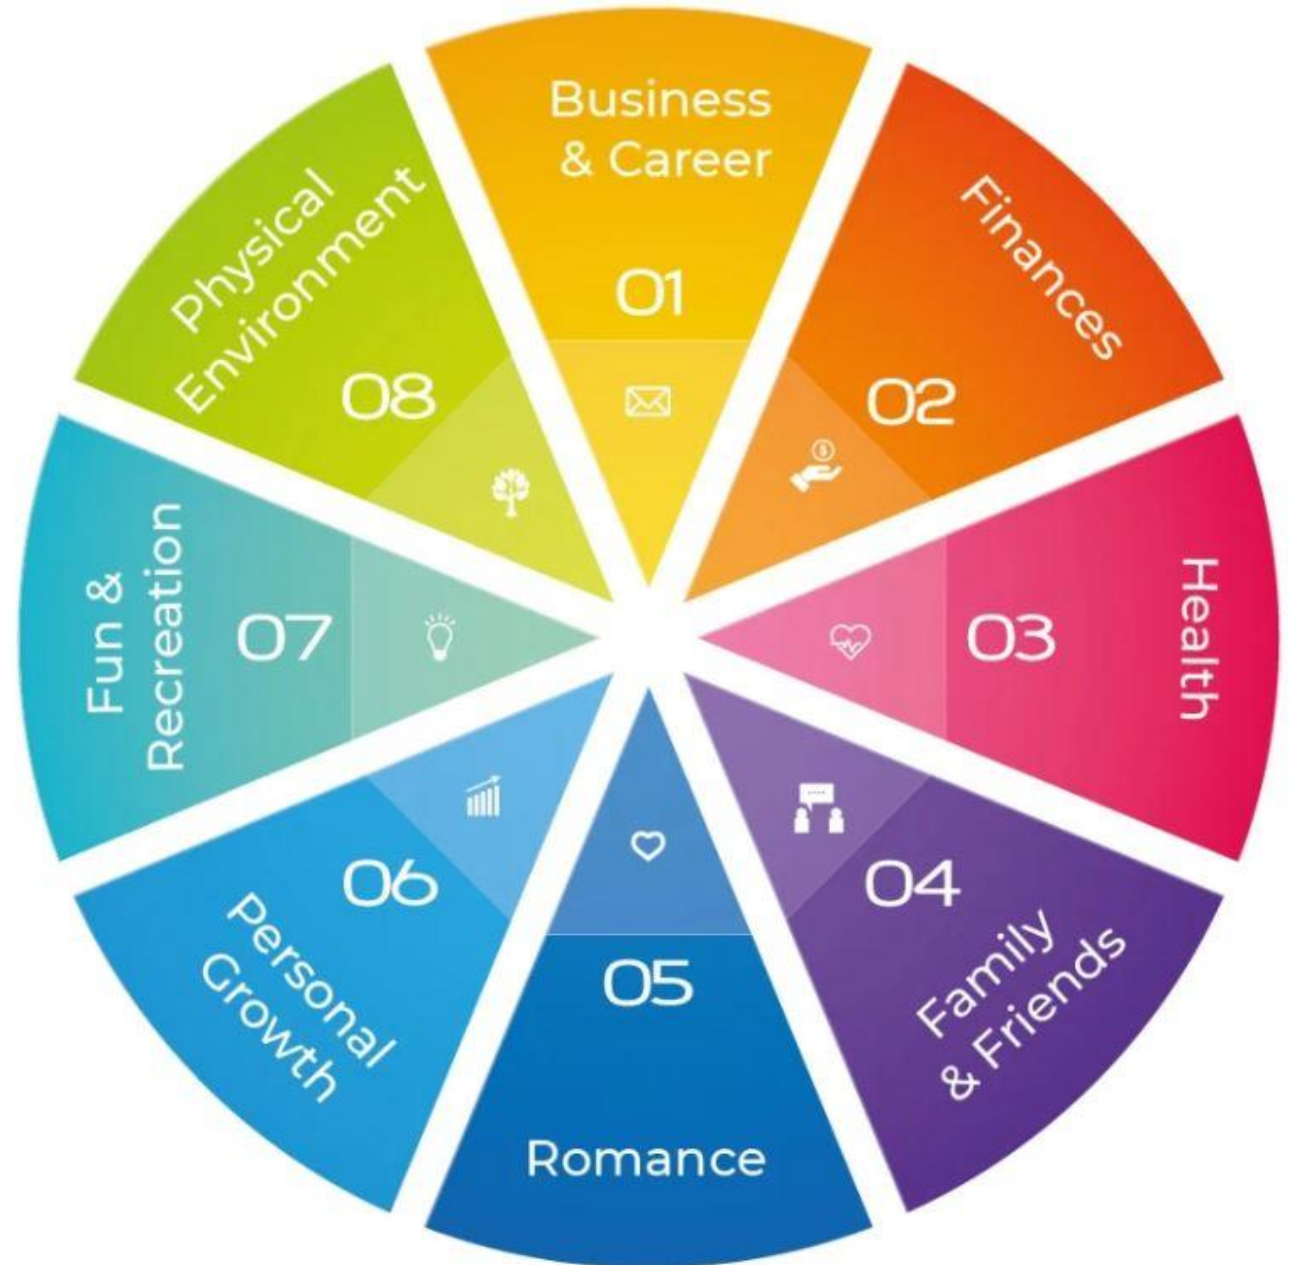 Business
& Career
01
Finances
02
Health
03
Family
& Friends
04
Romance
05
Personal
Growth
06
Fun &
Recreation
07
Physical
Environment
08